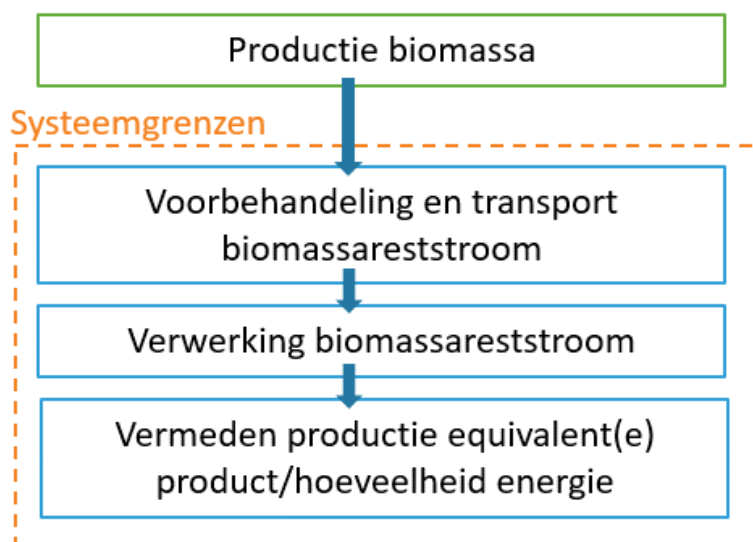 Productie biomassa
Systeemgrenzen
Voorbehandeling en transport
biomassareststroom
Verwerking biomassareststroom
Vermeden productie equivalent(e)
product/hoeveelheid energie